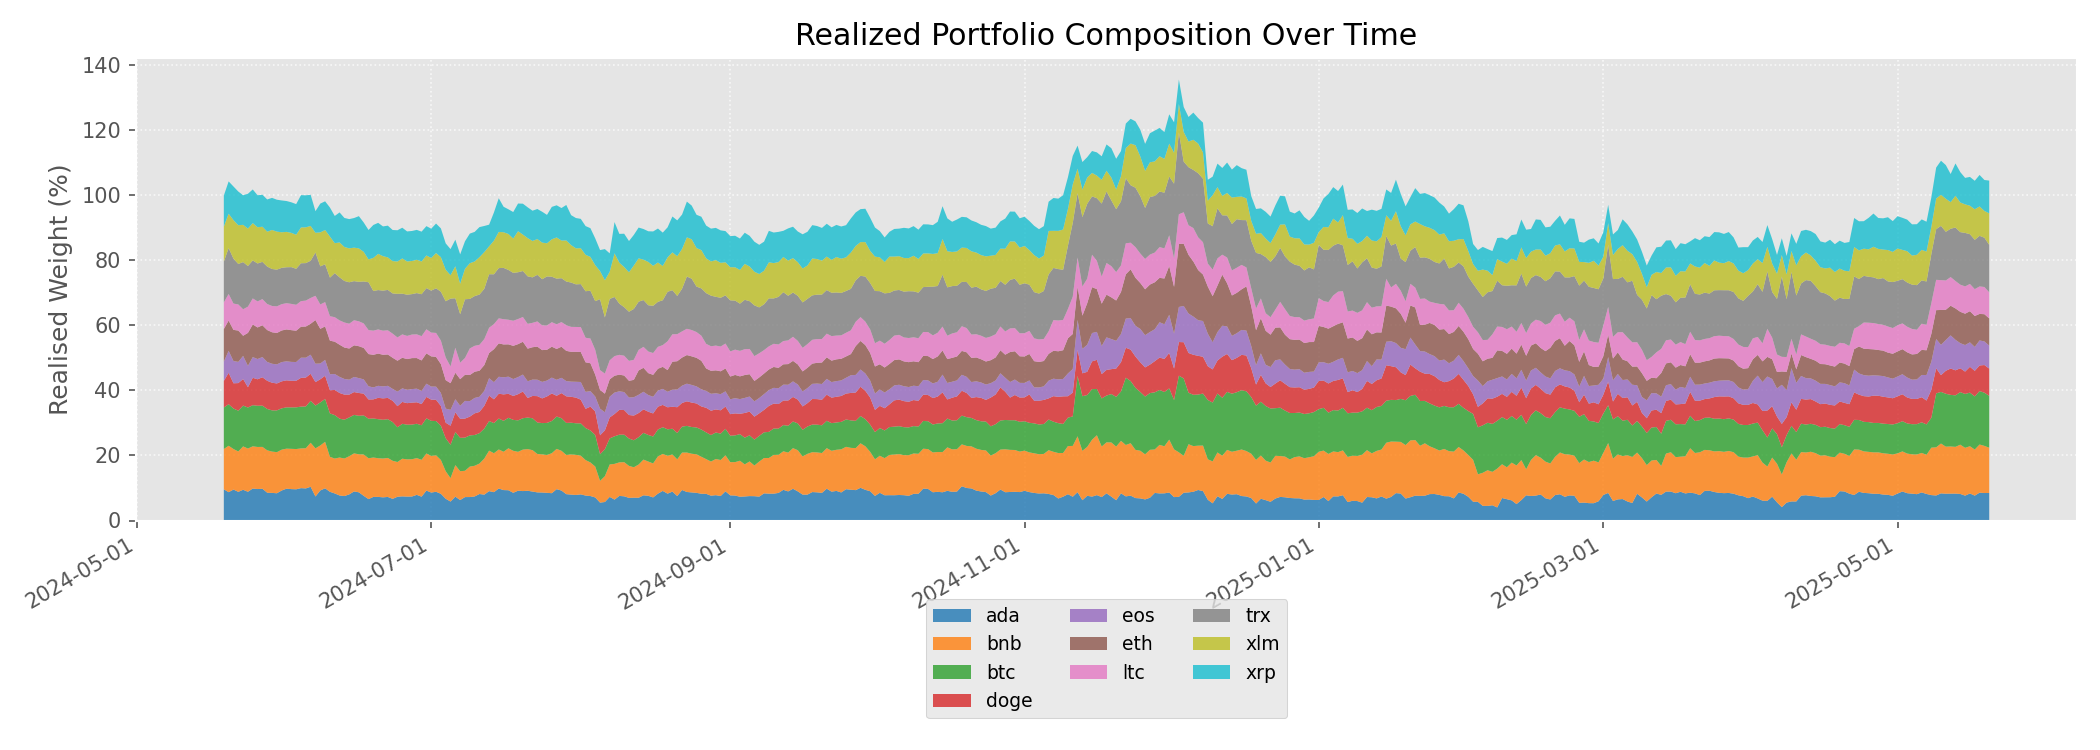 Realized Portfolio Composition Over Time
Realised Weight (%)
140
120
100
80
60
40
20
0
2024-05-01
2024-07-01
2024-09-01
2024-11-01
2025-01-01
2025-03-01
2025-05-01
ada
bnb
btc
doge
eos
eth
ltc
trx
xlm
xrp